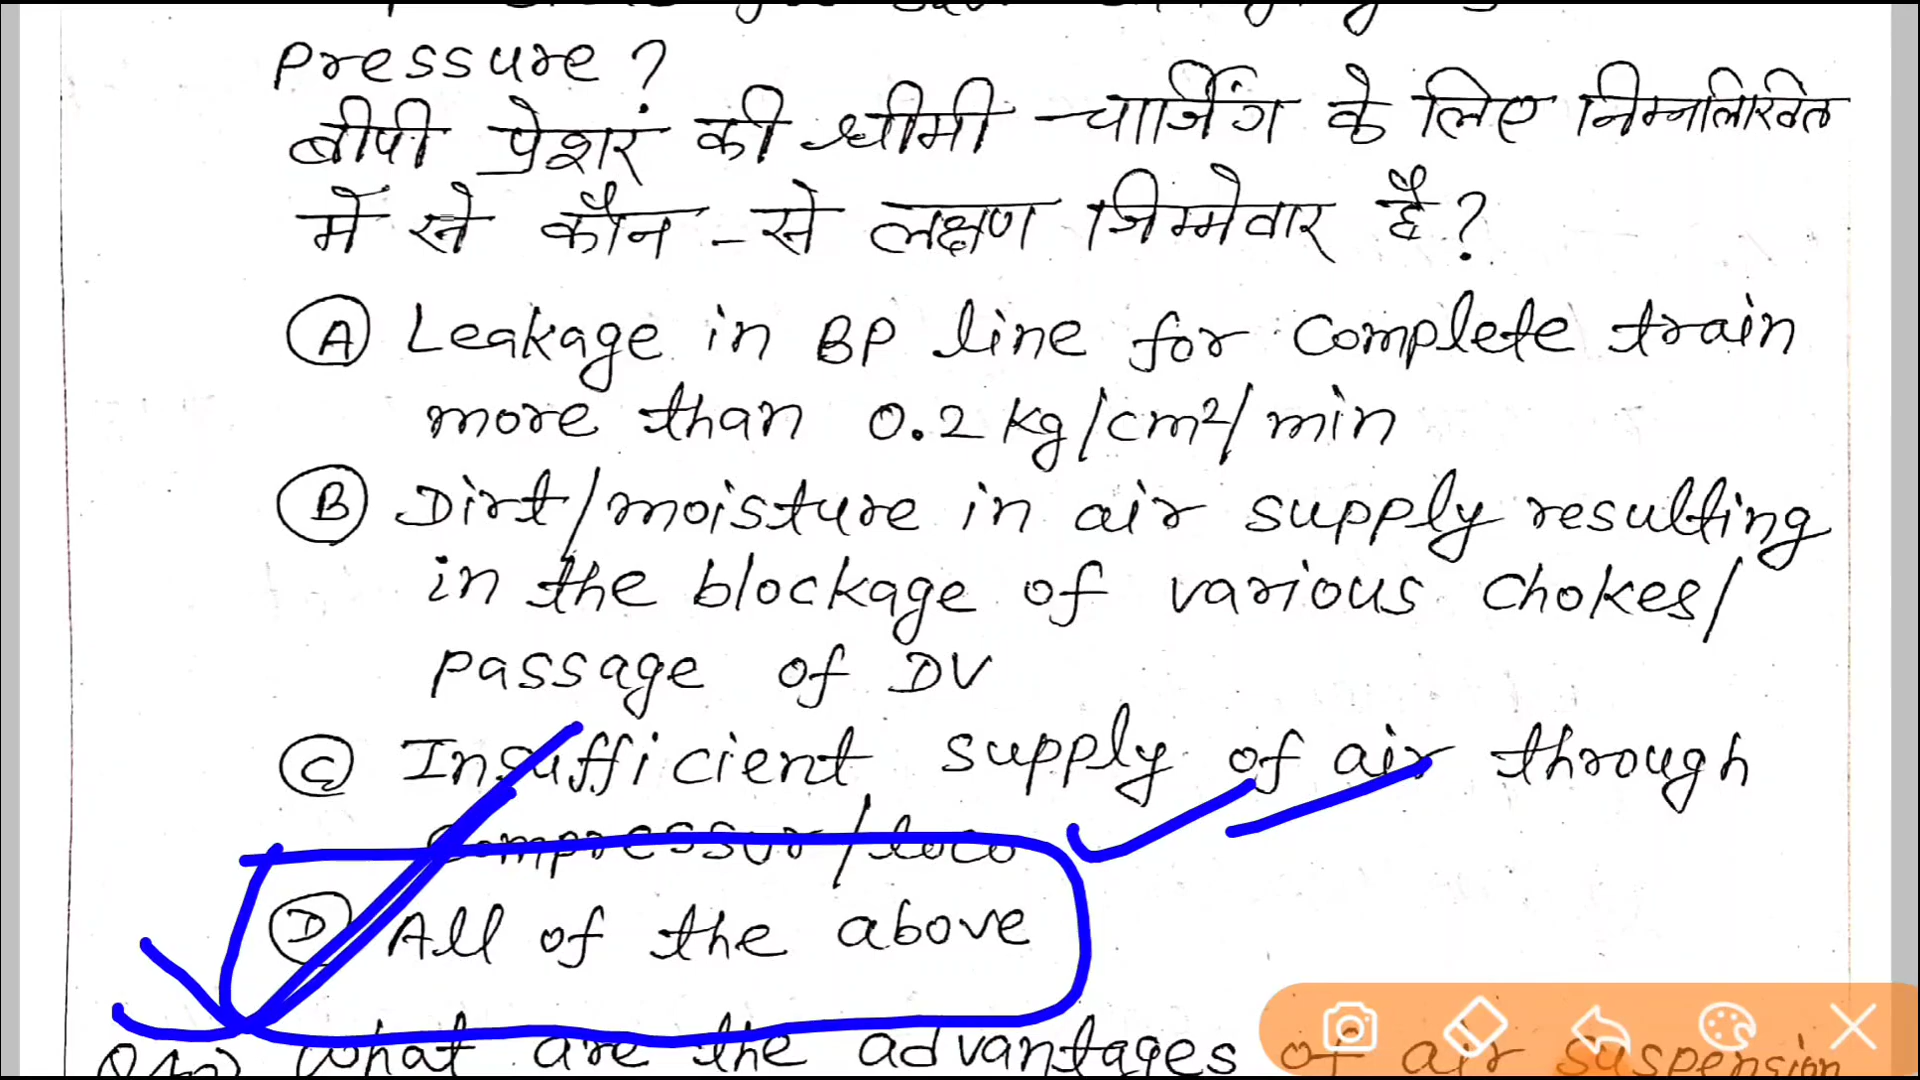 Pressure?
बीपी प्रेशर की धीमी चार्जिंग के लिए निम्नलिखित
में से कौन-से लक्षण जिम्मेवार है?
(A) Leakage in BP line for complete train
more than 0.2 kg/cm²/min
(B) Dirt/moisture in air supply resulting
in the blockage of various chokes/
passage of DV
(C) Insufficient supply of air through
compressur/loco
(D) All of the above
What are the advantages of air suspension